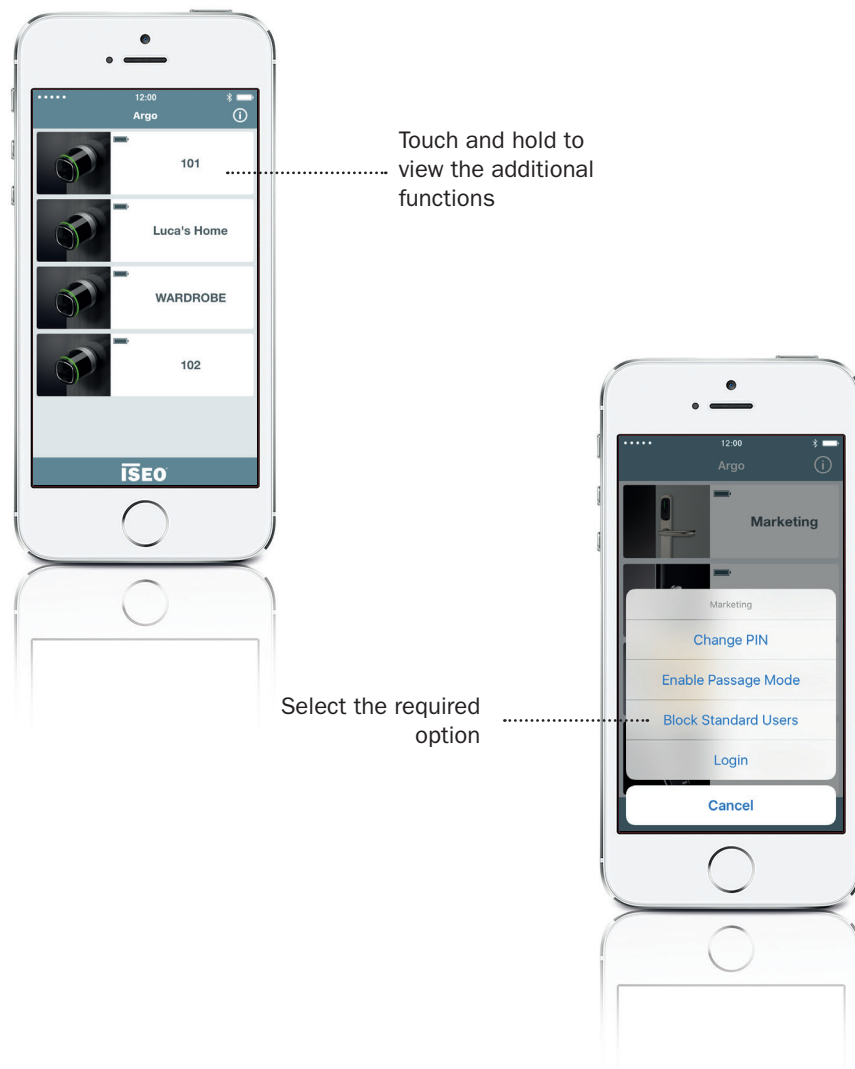 12:00
Argo
101
Luca's Home
WARDROBE
102
ISEO
Touch and hold to
view the additional
functions
12:00
Argo
Marketing
Marketing
Change PIN
Enable Passage Mode
Block Standard Users
Login
Cancel
Select the required
option